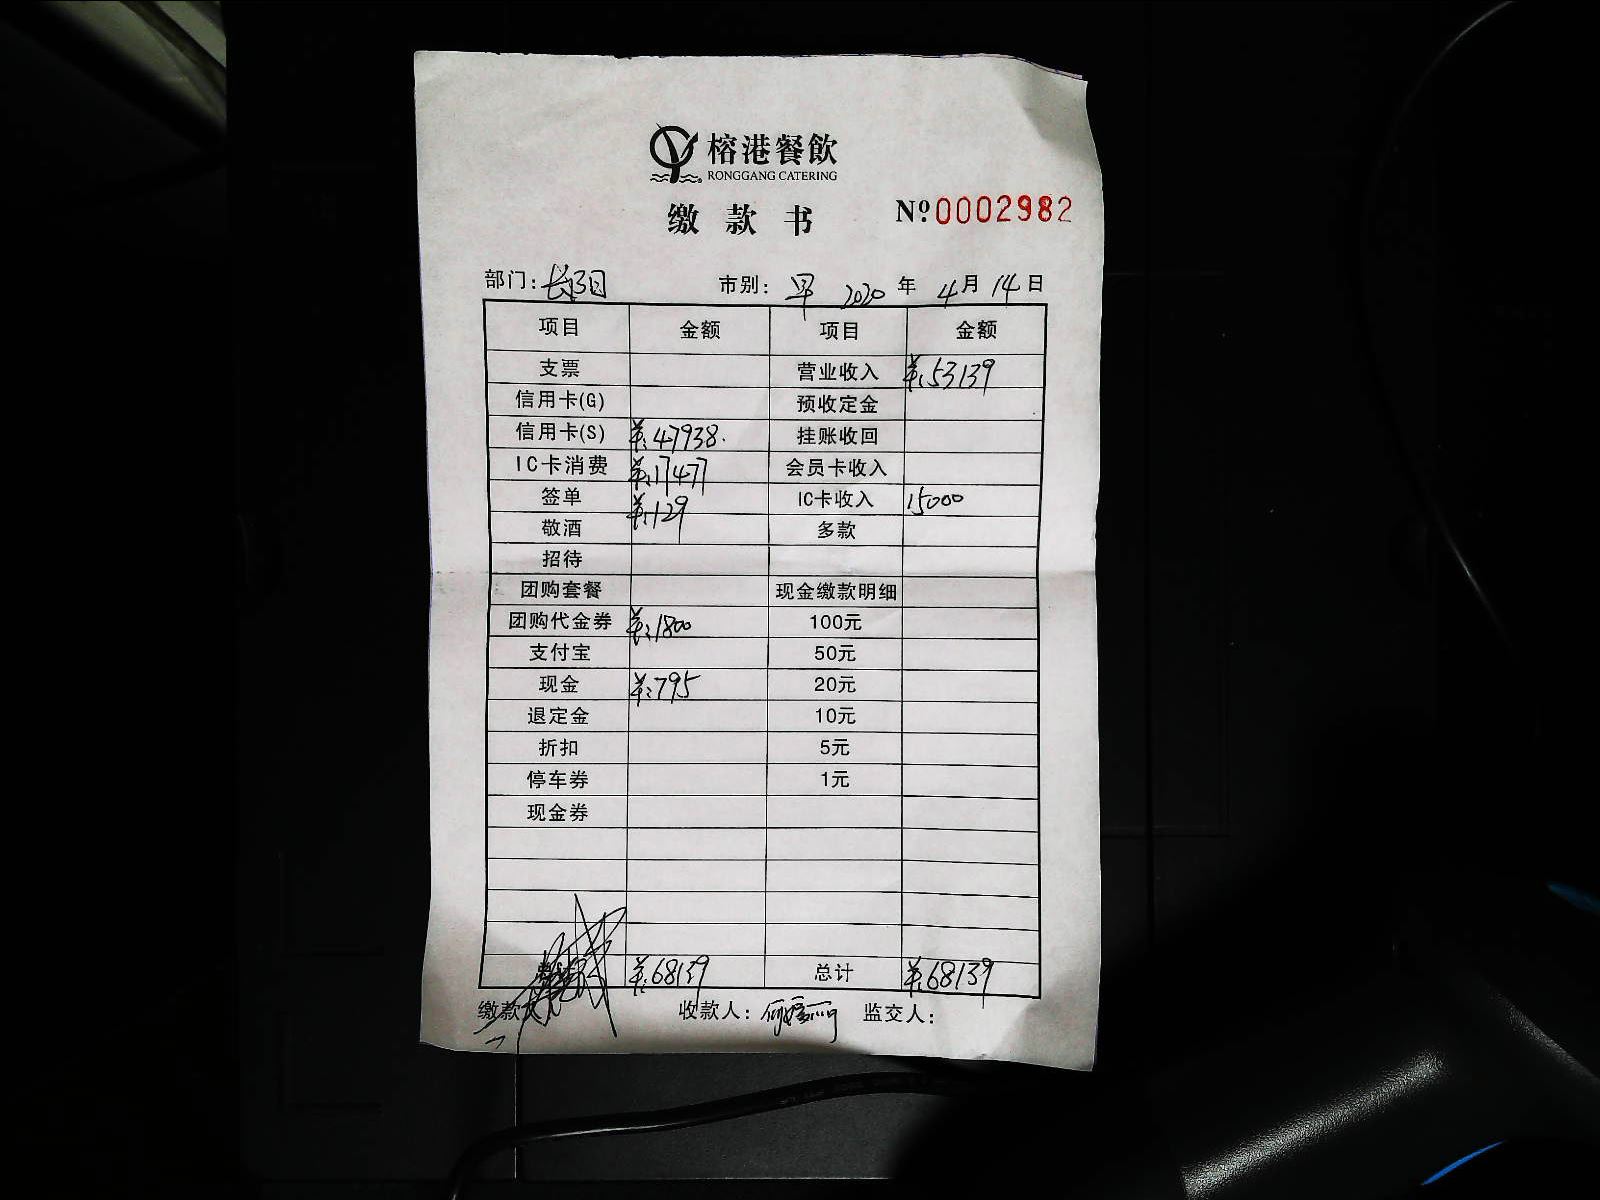 榕港餐飲
RONGGANG CATERING
缴款书
№0002982
部门: 市别: 早 2020 年 4 月 14 日
项目 金额 项目 金额
支票 营业收入 ¥:53139
信用卡(G) 预收定金
信用卡(S) ¥:47938. 挂账收回
IC卡消费 ¥:17477 会员卡收入
签单 ¥:129 IC卡收入 15000
敬酒 多款
招待
团购套餐 现金缴款明细
团购代金券 ¥:1800 100元
支付宝 50元
现金 ¥:795 20元
退定金 10元
折扣 5元
停车券 1元
现金券
¥:68139 总计 ¥:68139
缴款 收款人: 监交人: